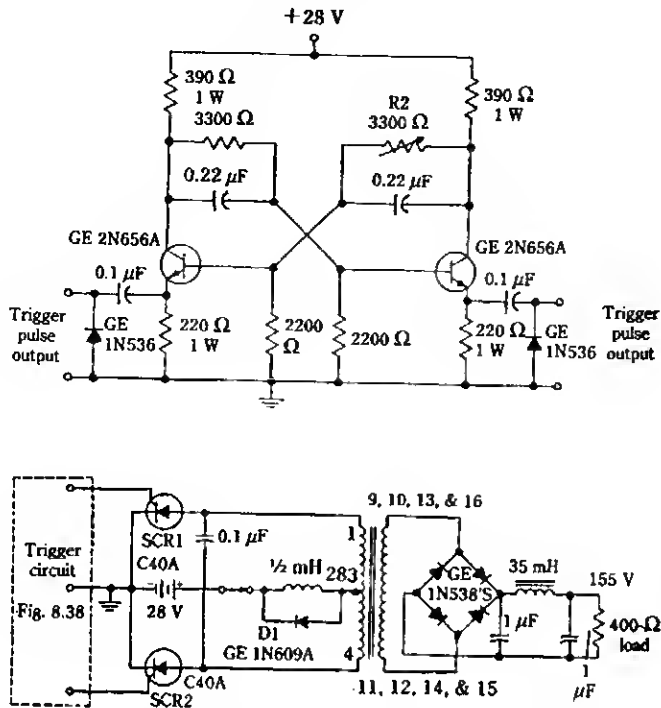 +28 V
390 Ω
1 W
3300 Ω
R2
3300 Ω
390 Ω
1 W
0.22 μF
0.22 μF
GE 2N656A
GE 2N656A
0.1 μF
0.1 μF
Trigger
pulse
output
GE
1N536
220 Ω
1 W
2200
Ω
2200 Ω
220 Ω
1 W
GE
1N536
Trigger
pulse
output
9, 10, 13, & 16
Trigger
circuit
Fig. 8.38
SCR1
C40A
0.1 μF
1
½ mH
283
28 V
D1
GE 1N609A
4
C40A
SCR2
GE
1N538'S
35 mH
155 V
1 μF
400-Ω
load
1
μF
11, 12, 14, & 15